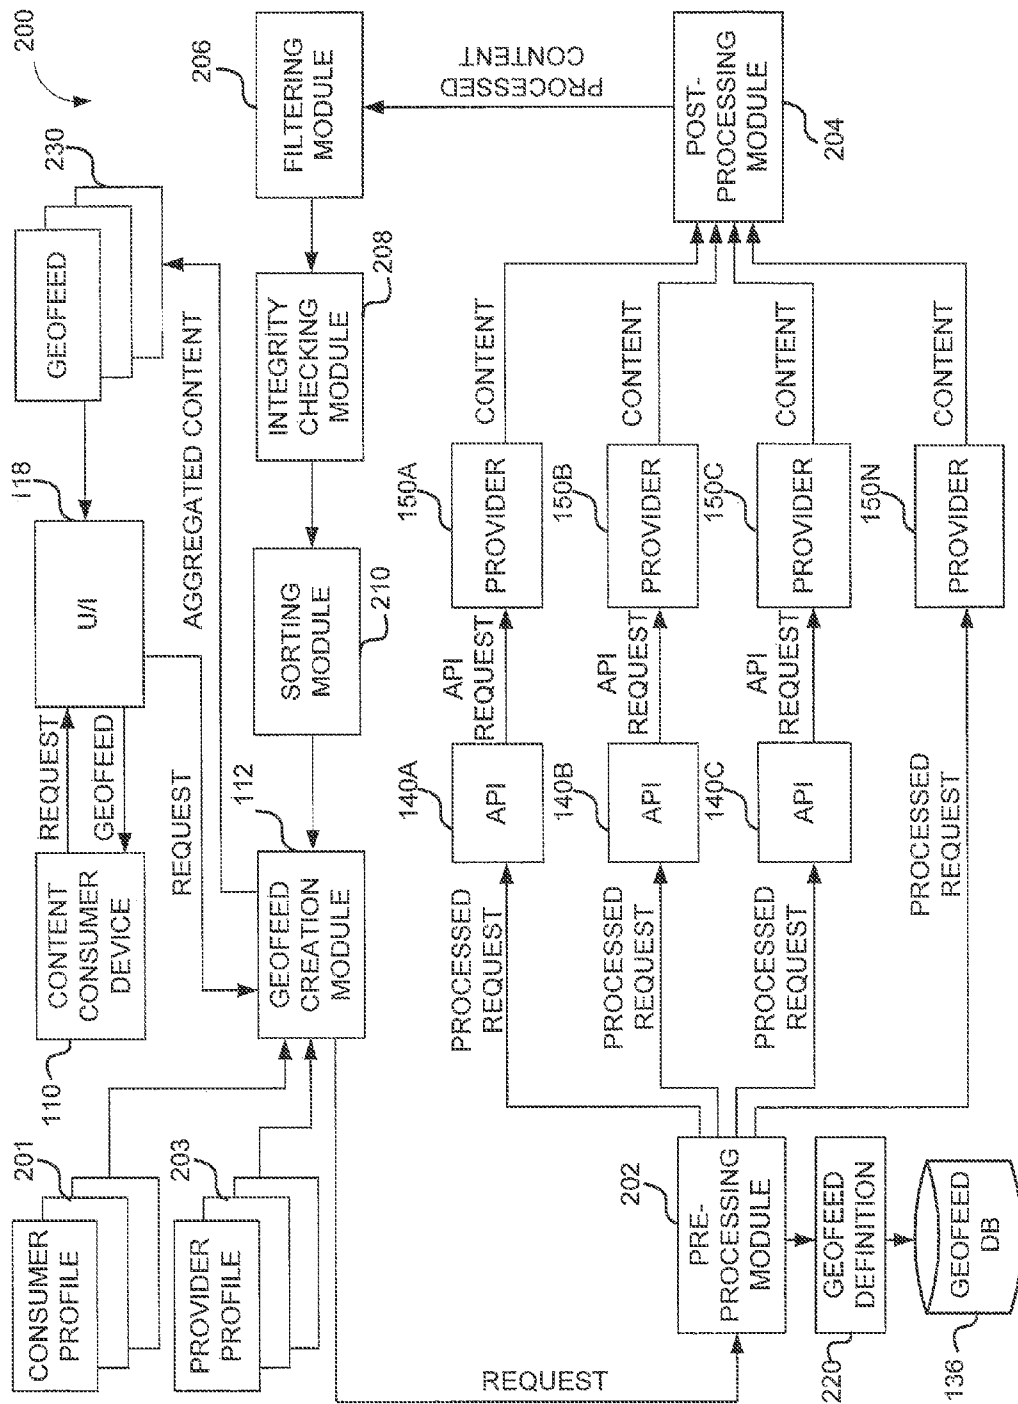 200
CONSUMER
PROFILE
201
PROVIDER
PROFILE
203
110
CONTENT
CONSUMER
DEVICE
REQUEST
GEOFEED
118
U/I
GEOFEED
230
REQUEST
AGGREGATED CONTENT
112
GEOFEED
CREATION
MODULE
SORTING
MODULE
210
INTEGRITY
CHECKING
MODULE
208
FILTERING
MODULE
206
PROCESSED
CONTENT
REQUEST
202
PRE-
PROCESSING
MODULE
GEOFEED
DEFINITION
220
GEOFEED
DB
136
PROCESSED
REQUEST
140A
API
API
REQUEST
150A
PROVIDER
CONTENT
PROCESSED
REQUEST
140B
API
API
REQUEST
150B
PROVIDER
CONTENT
PROCESSED
REQUEST
140C
API
API
REQUEST
150C
PROVIDER
CONTENT
PROCESSED
REQUEST
150N
PROVIDER
CONTENT
POST-
PROCESSING
MODULE
204